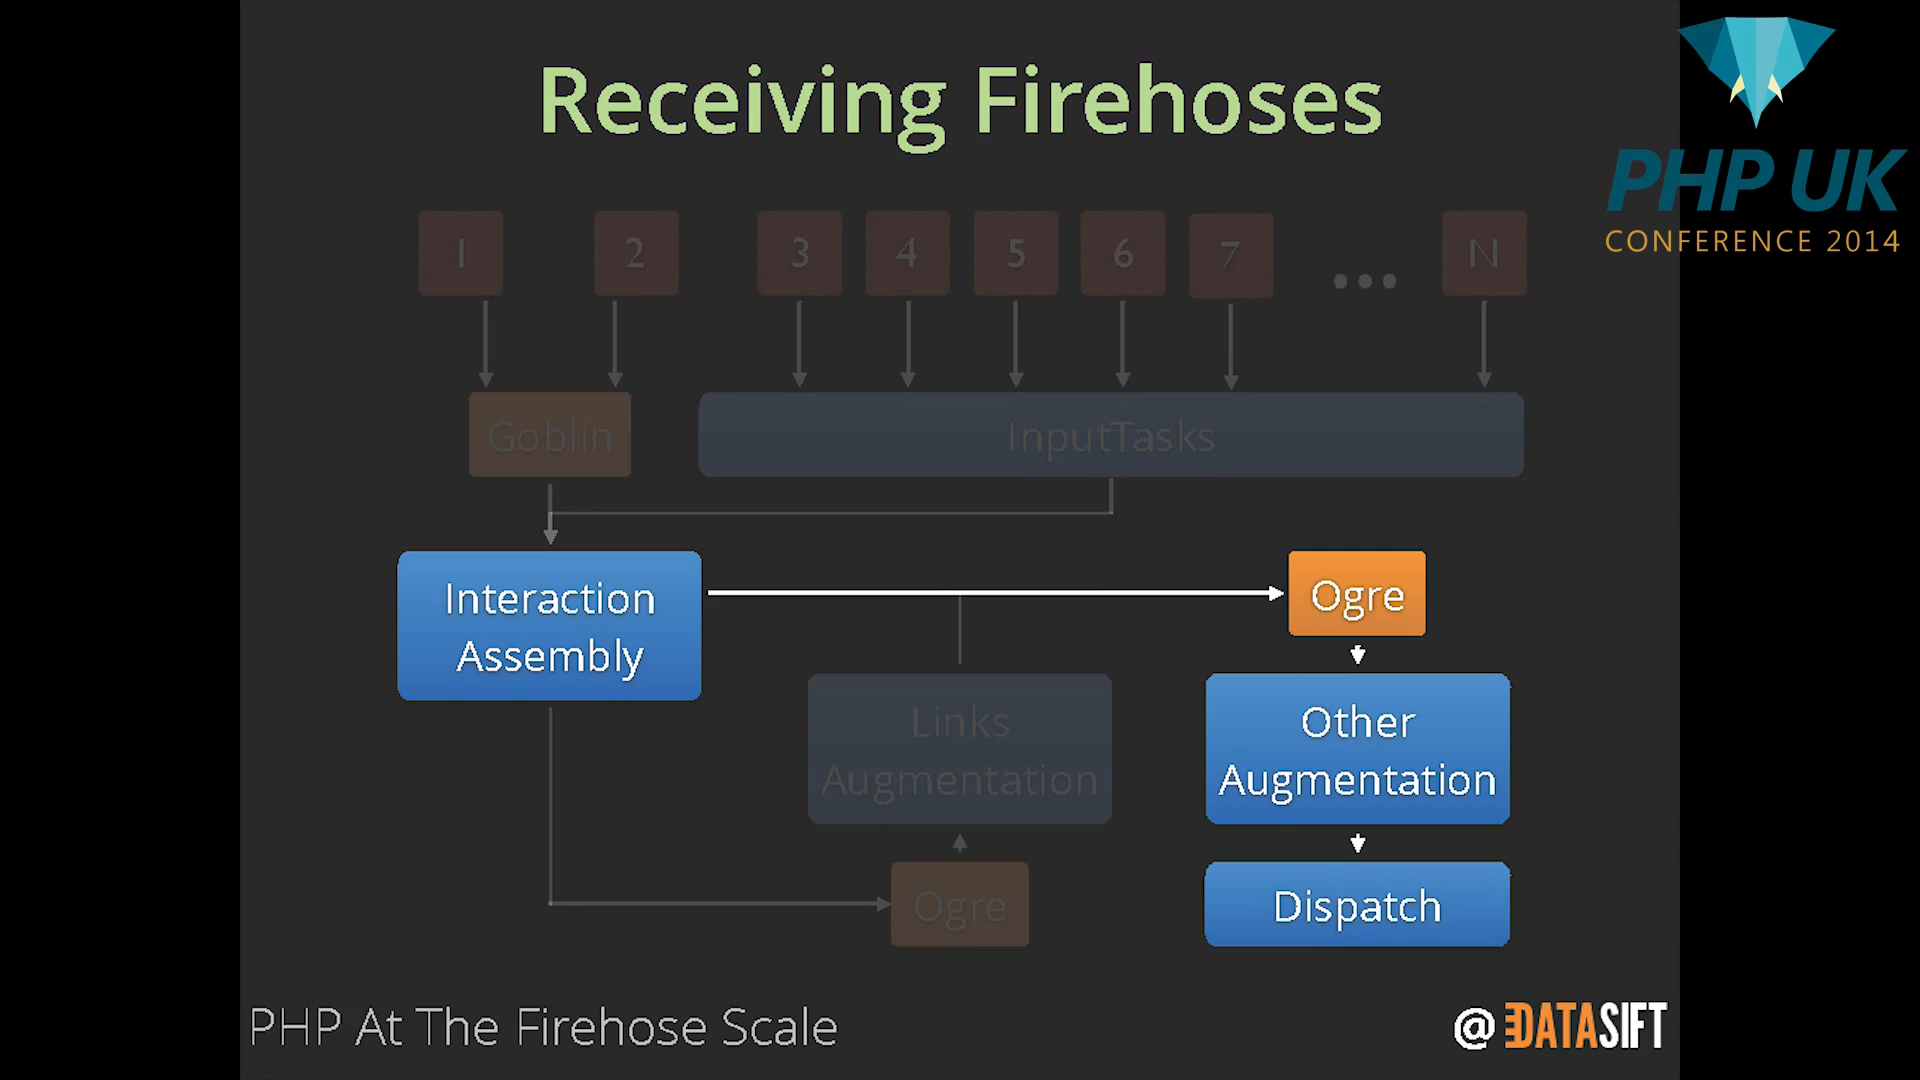 Receiving Firehoses
PHP UK
CONFERENCE 2014
1 2 3 4 5 6 7 ... N
Goblin InputTasks
Interaction
Assembly
Ogre
Links
Augmentation
Other
Augmentation
Ogre
Dispatch
PHP At The Firehose Scale
@ DATASIFT